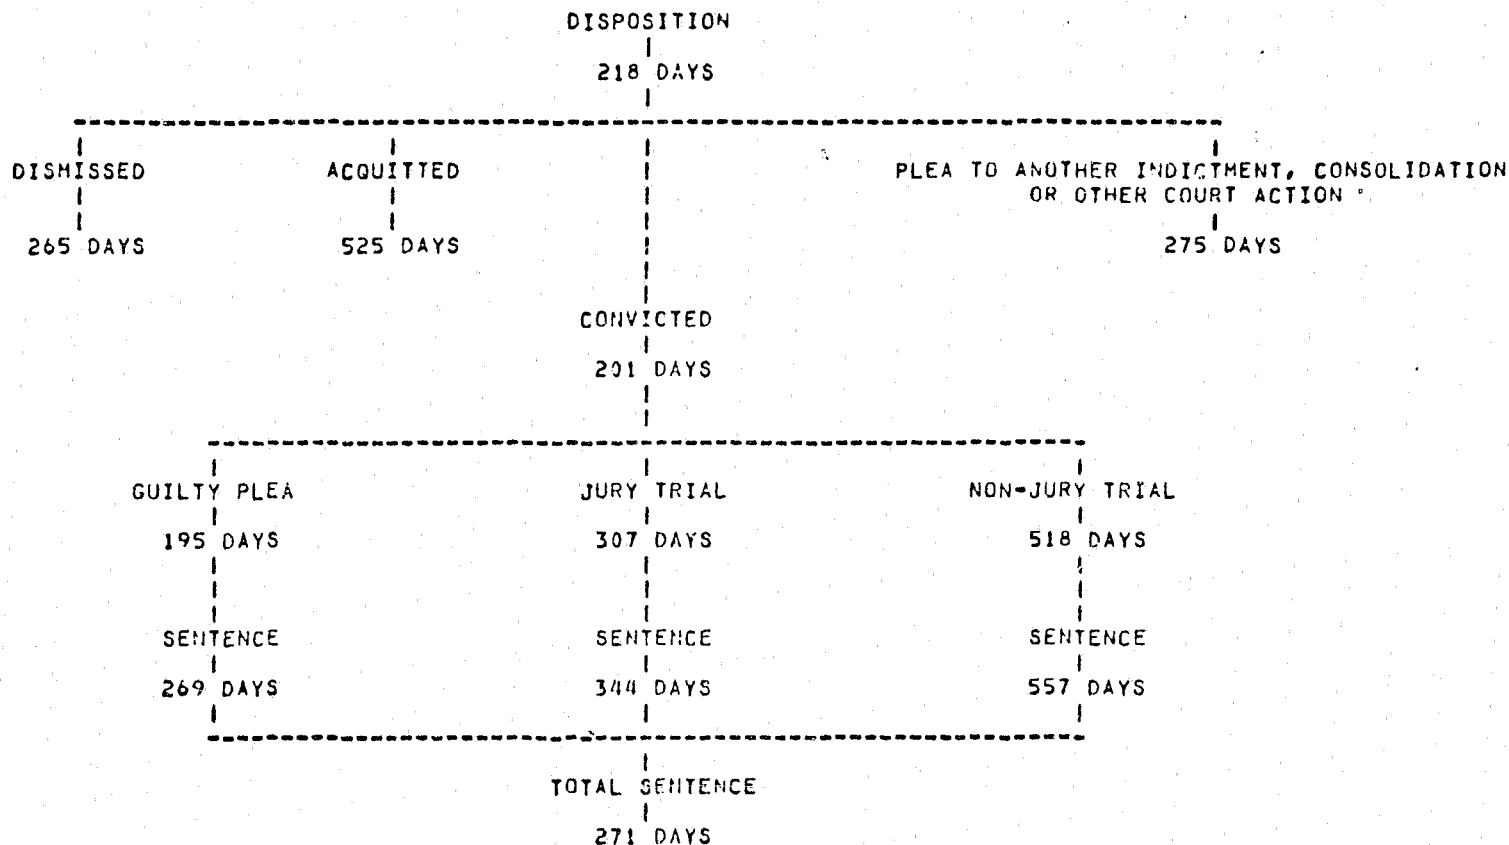 DISPOSITION
218 DAYS
DISMISSED ACQUITTED PLEA TO ANOTHER INDICTMENT, CONSOLIDATION
OR OTHER COURT ACTION
265 DAYS 525 DAYS 275 DAYS
CONVICTED
201 DAYS
GUILTY PLEA JURY TRIAL NON-JURY TRIAL
195 DAYS 307 DAYS 518 DAYS
SENTENCE SENTENCE SENTENCE
269 DAYS 344 DAYS 557 DAYS
TOTAL SENTENCE
271 DAYS